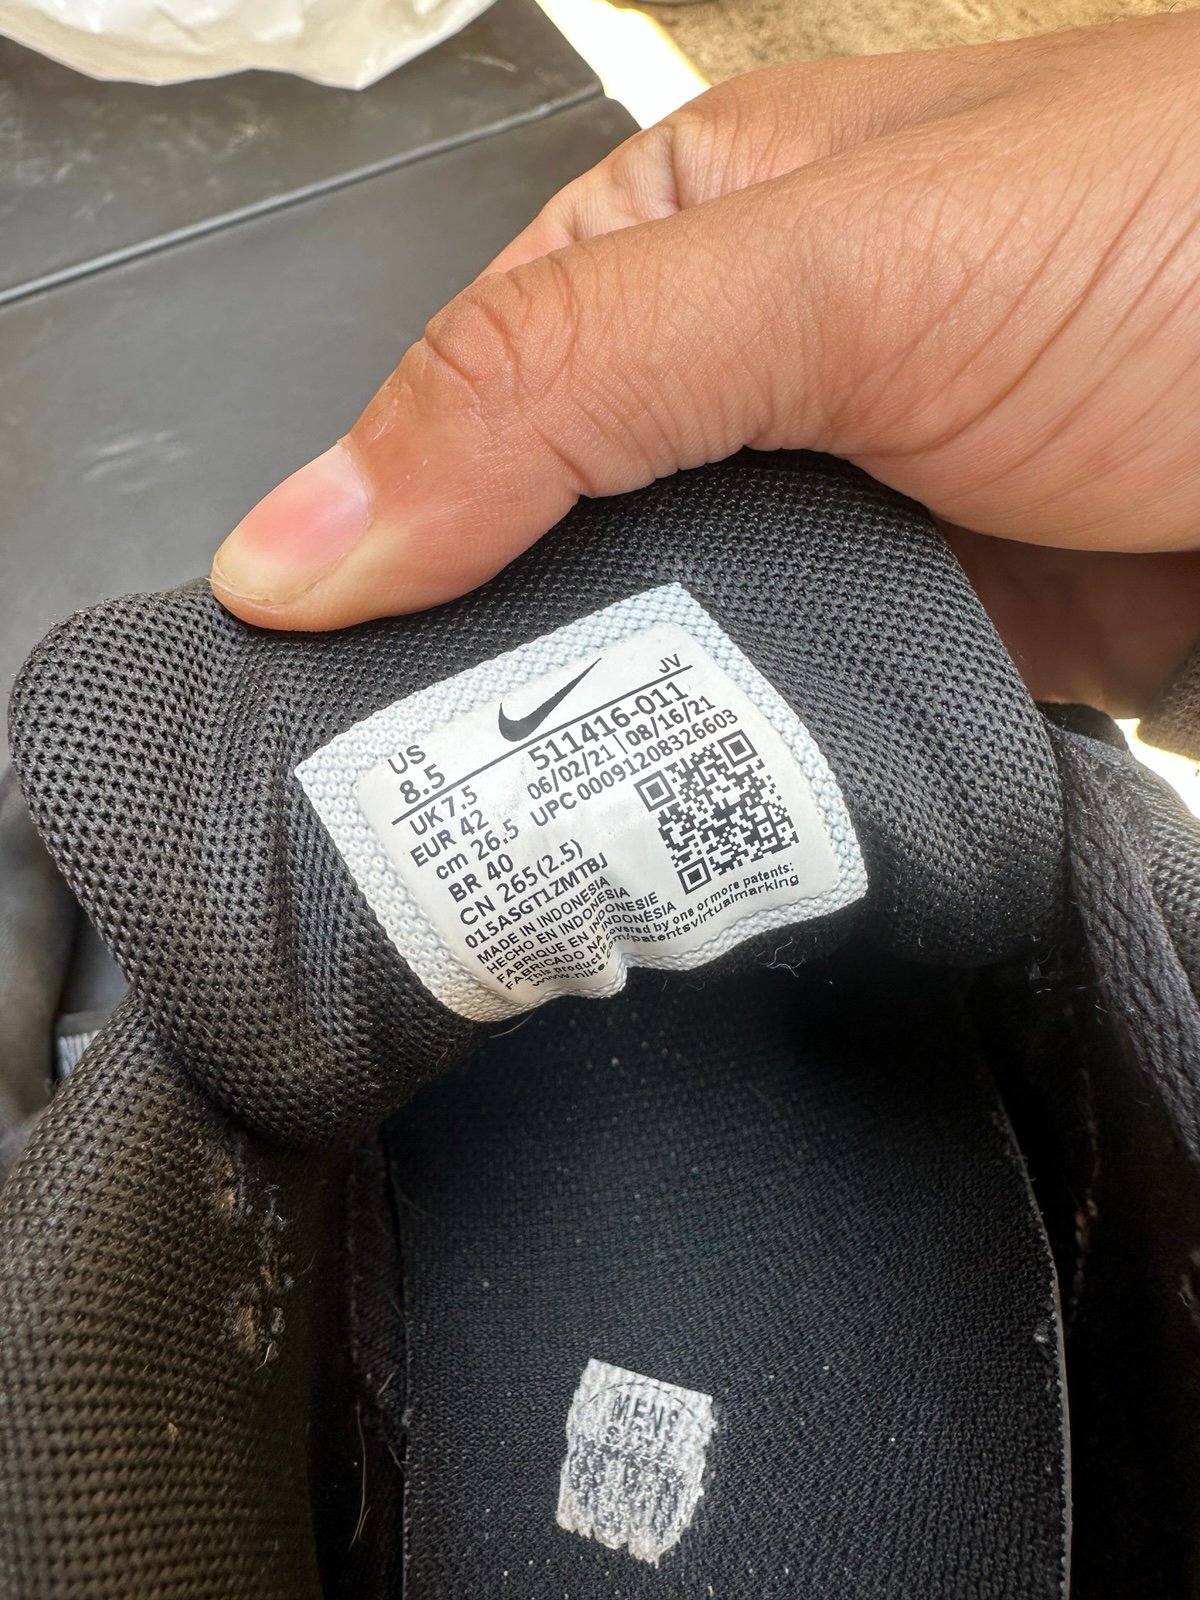 JV
US
8.5
511416-011
UK 7.5
06/02/21 | 08/16/21
EUR 42
UPC 00091208326603
cm 26.5
BR 40
CN 265(2.5)
015ASGT1ZMTBJ
MADE IN INDONESIA
HECHO EN INDONESIA
FABRIQUE EN INDONESIE
FABRICADO NA INDONÉSIA
This product is covered by one or more patents:
www.nike.com/patentsvirtualmarking
MENS